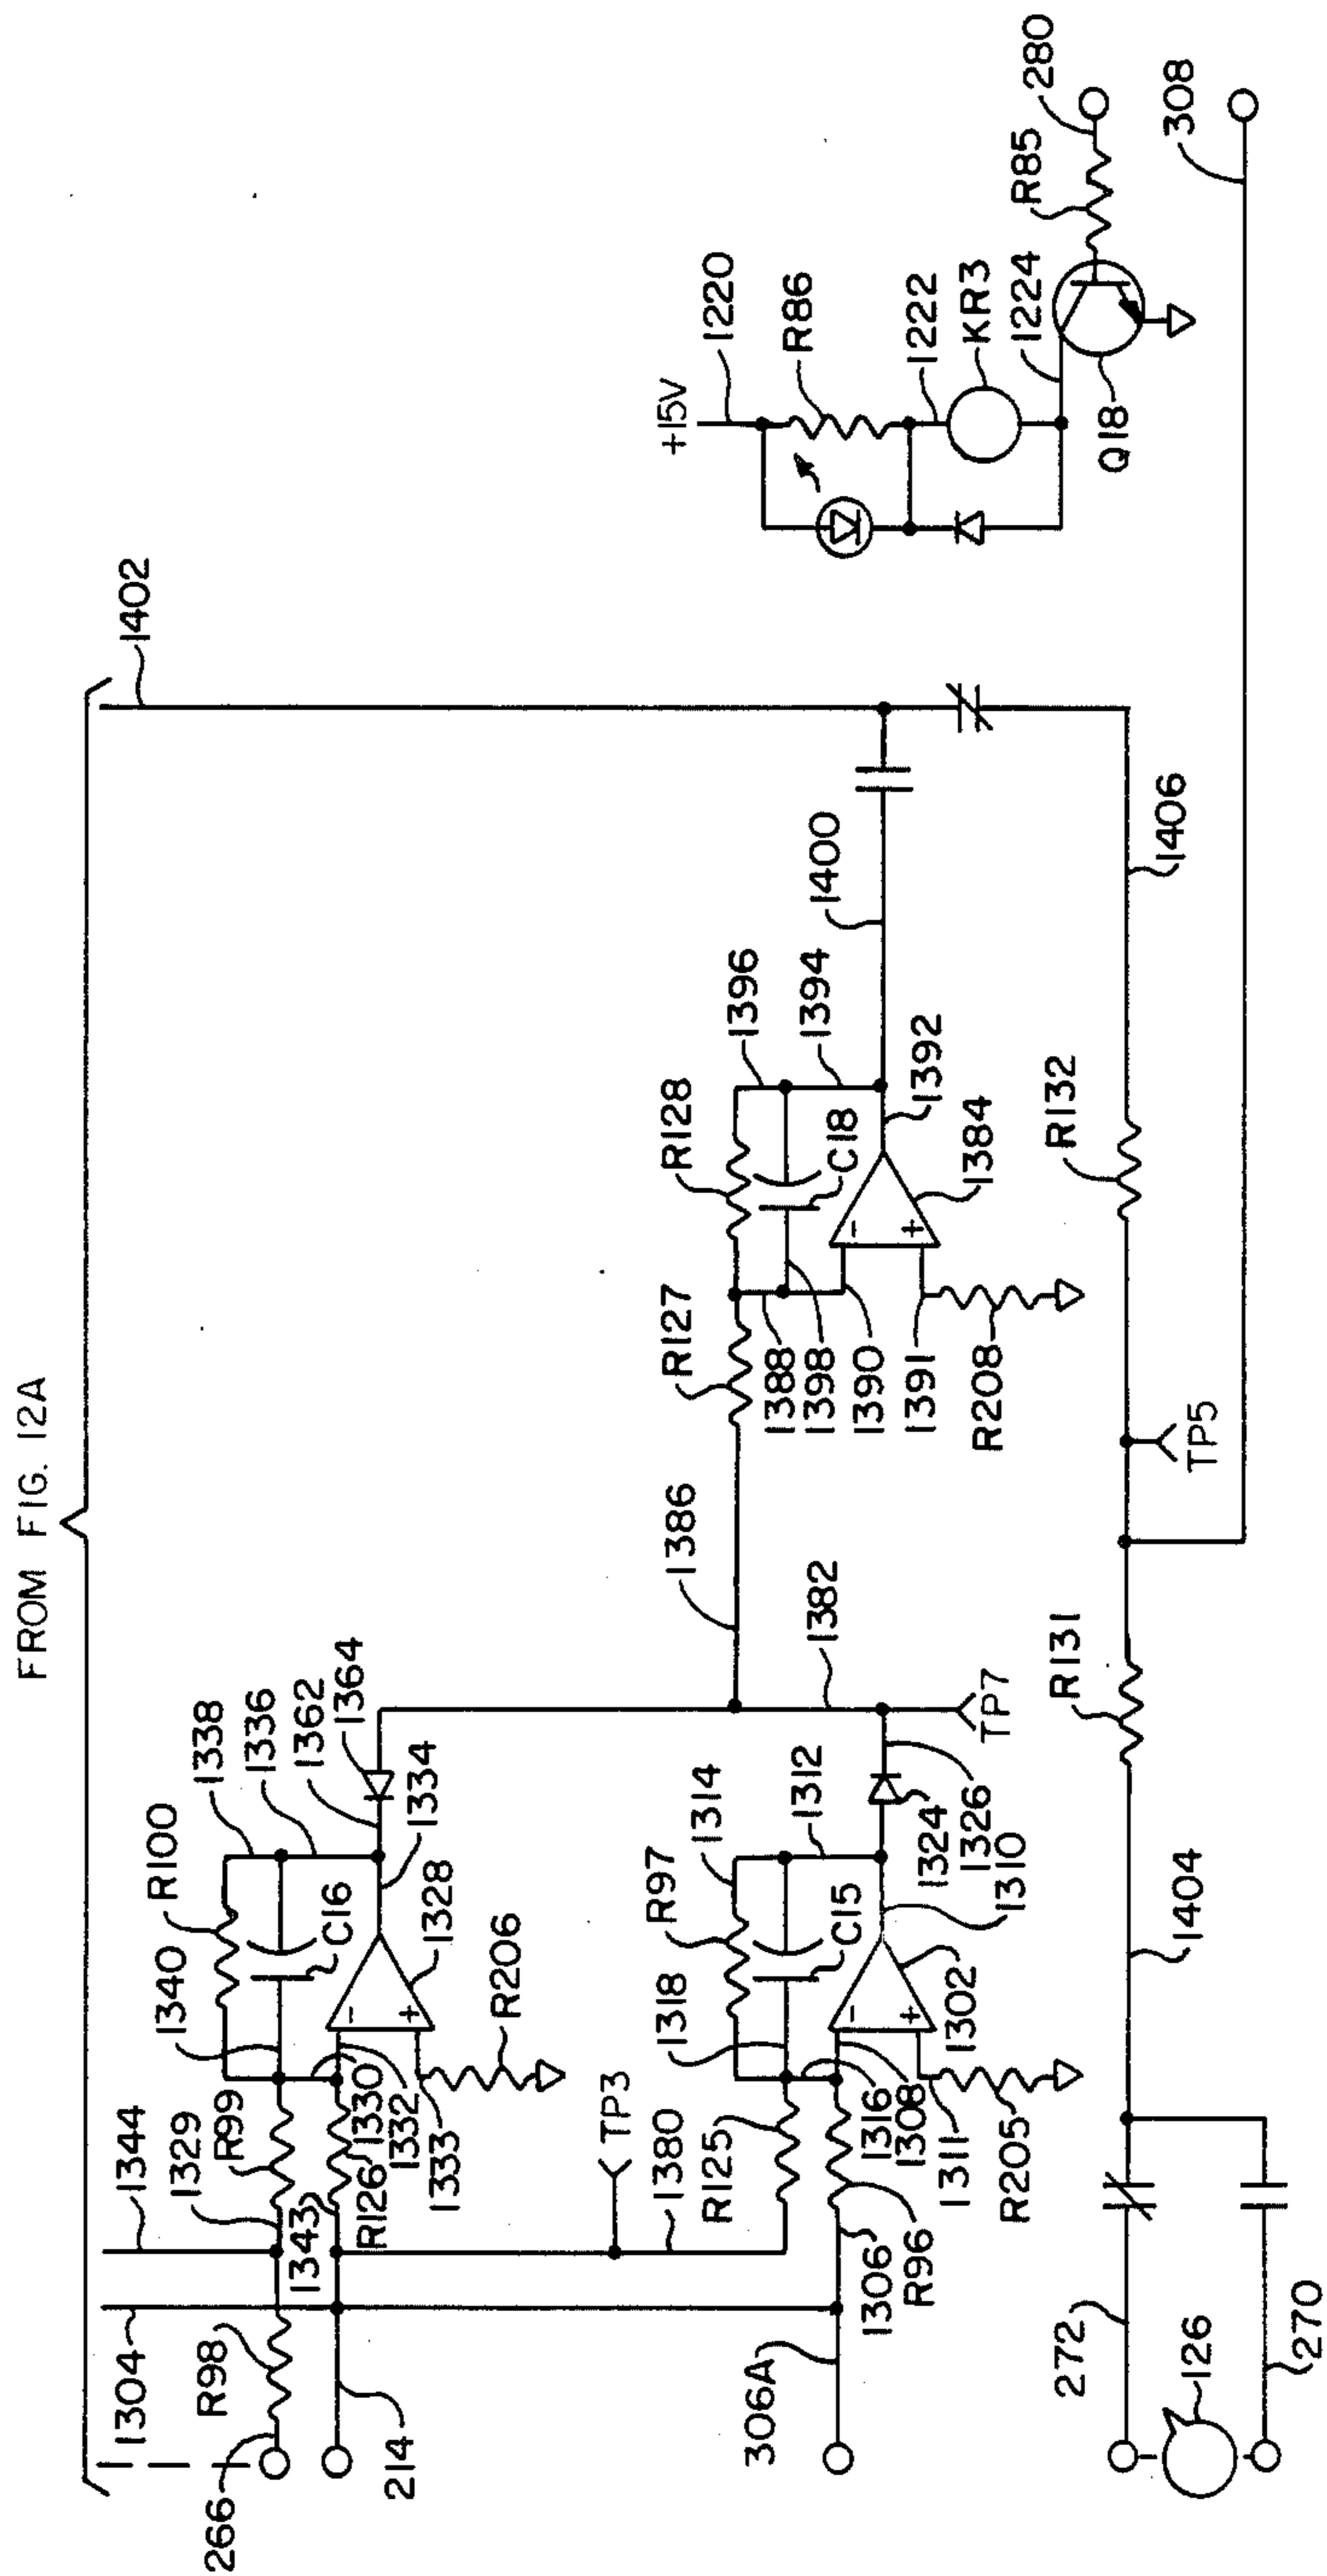 FROM FIG. 12A
266
1304
R98
1344
1329
R99
1340
R100
1338
1336
1362
1364
1334
C16
1328
R206
214
1343
R126
1330
1332
1333
TP3
1380
R125
1318
R97
1314
1312
C15
1302
1324
1326
1310
306A
1306
R96
1316
1308
1311
R205
1382
TP7
1386
R127
R128
1396
1394
C18
1392
1384
1388
1398
1390
1391
R208
1400
1402
+15V
1220
R86
1222
KR3
1224
Q18
R85
280
308
272
126
270
1404
R131
TP5
R132
1406
-
+
-
+
-
+